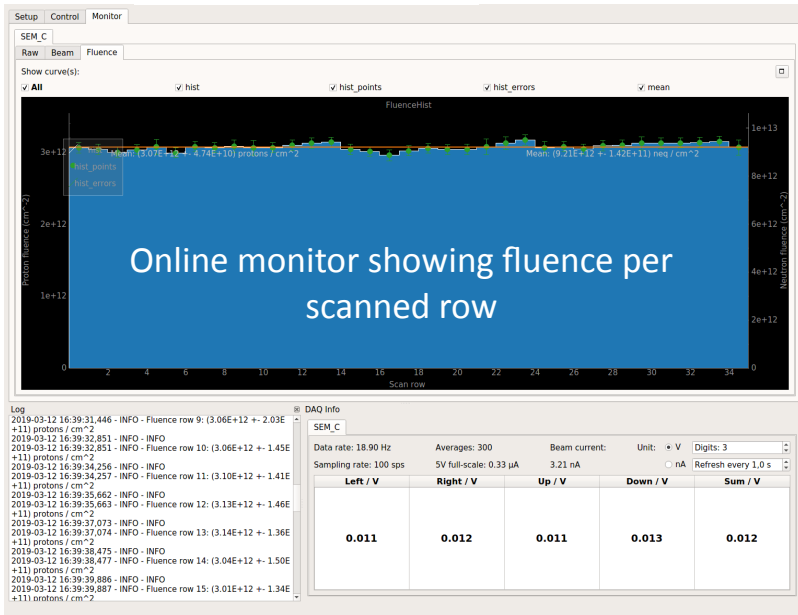 Setup Control Monitor
SEM_C
Raw Beam Fluence
Show curve(s):
All hist hist_points hist_errors mean
FluenceHist
1e+13
3e+12
Mean: (3.07E+12 +- 4.74E+10) protons / cm^2
Mean: (9.21E+12 +- 1.42E+11) neq / cm^2
hist_points
hist_errors
8e+12
2e+12
6e+12
Proton fluence (cm^-2)
Neutron fluence (cm^-2)
Online monitor showing fluence per
scanned row
4e+12
1e+12
2e+12
0
0
2 4 6 8 10 12 14 16 18 20 22 24 26 28 30 32 34
Scan row
Log
2019-03-12 16:39:31,446 - INFO - Fluence row 9: (3.06E+12 +- 2.03E
+11) protons / cm^2
2019-03-12 16:39:32,851 - INFO - INFO
2019-03-12 16:39:32,851 - INFO - Fluence row 10: (3.06E+12 +- 1.45E
+11) protons / cm^2
2019-03-12 16:39:34,256 - INFO - INFO
2019-03-12 16:39:34,257 - INFO - Fluence row 11: (3.10E+12 +- 1.41E
+11) protons / cm^2
2019-03-12 16:39:35,662 - INFO - INFO
2019-03-12 16:39:35,663 - INFO - Fluence row 12: (3.13E+12 +- 1.46E
+11) protons / cm^2
2019-03-12 16:39:37,073 - INFO - INFO
2019-03-12 16:39:37,074 - INFO - Fluence row 13: (3.14E+12 +- 1.36E
+11) protons / cm^2
2019-03-12 16:39:38,475 - INFO - INFO
2019-03-12 16:39:38,477 - INFO - Fluence row 14: (3.04E+12 +- 1.50E
+11) protons / cm^2
2019-03-12 16:39:39,886 - INFO - INFO
2019-03-12 16:39:39,887 - INFO - Fluence row 15: (3.01E+12 +- 1.34E
+11) protons / cm^2
DAQ Info
SEM_C
Data rate: 18.90 Hz Averages: 300 Beam current: Unit: V Digits: 3
Sampling rate: 100 sps 5V full-scale: 0.33 μA 3.21 nA nA Refresh every 1,0 s
Left / V Right / V Up / V Down / V Sum / V
0.011 0.012 0.011 0.013 0.012